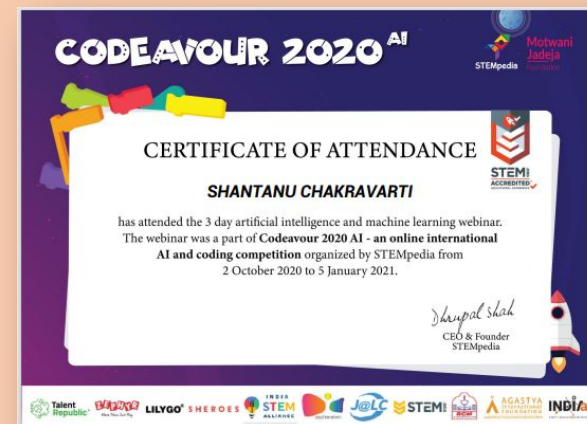 CODEAVOUR 2020 AI
STEMpedia
Motwani
Jadeja
Foundation
CERTIFICATE OF ATTENDANCE
STEM
ACCREDITED
SHANTANU CHAKRAVARTI
has attended the 3 day artificial intelligence and machine learning webinar.
The webinar was a part of Codeavour 2020 AI - an online international
AI and coding competition organized by STEMpedia from
2 October 2020 to 5 January 2021.
Dhrupal Shah
CEO & Founder
STEMpedia
Talent
Republic
ZEPHYR
LILYGO
SHEROES
INDIA
STEM
ALLIANCE
J@LC
STEM
AGASTYA
INTERNATIONAL
FOUNDATION
INDIA